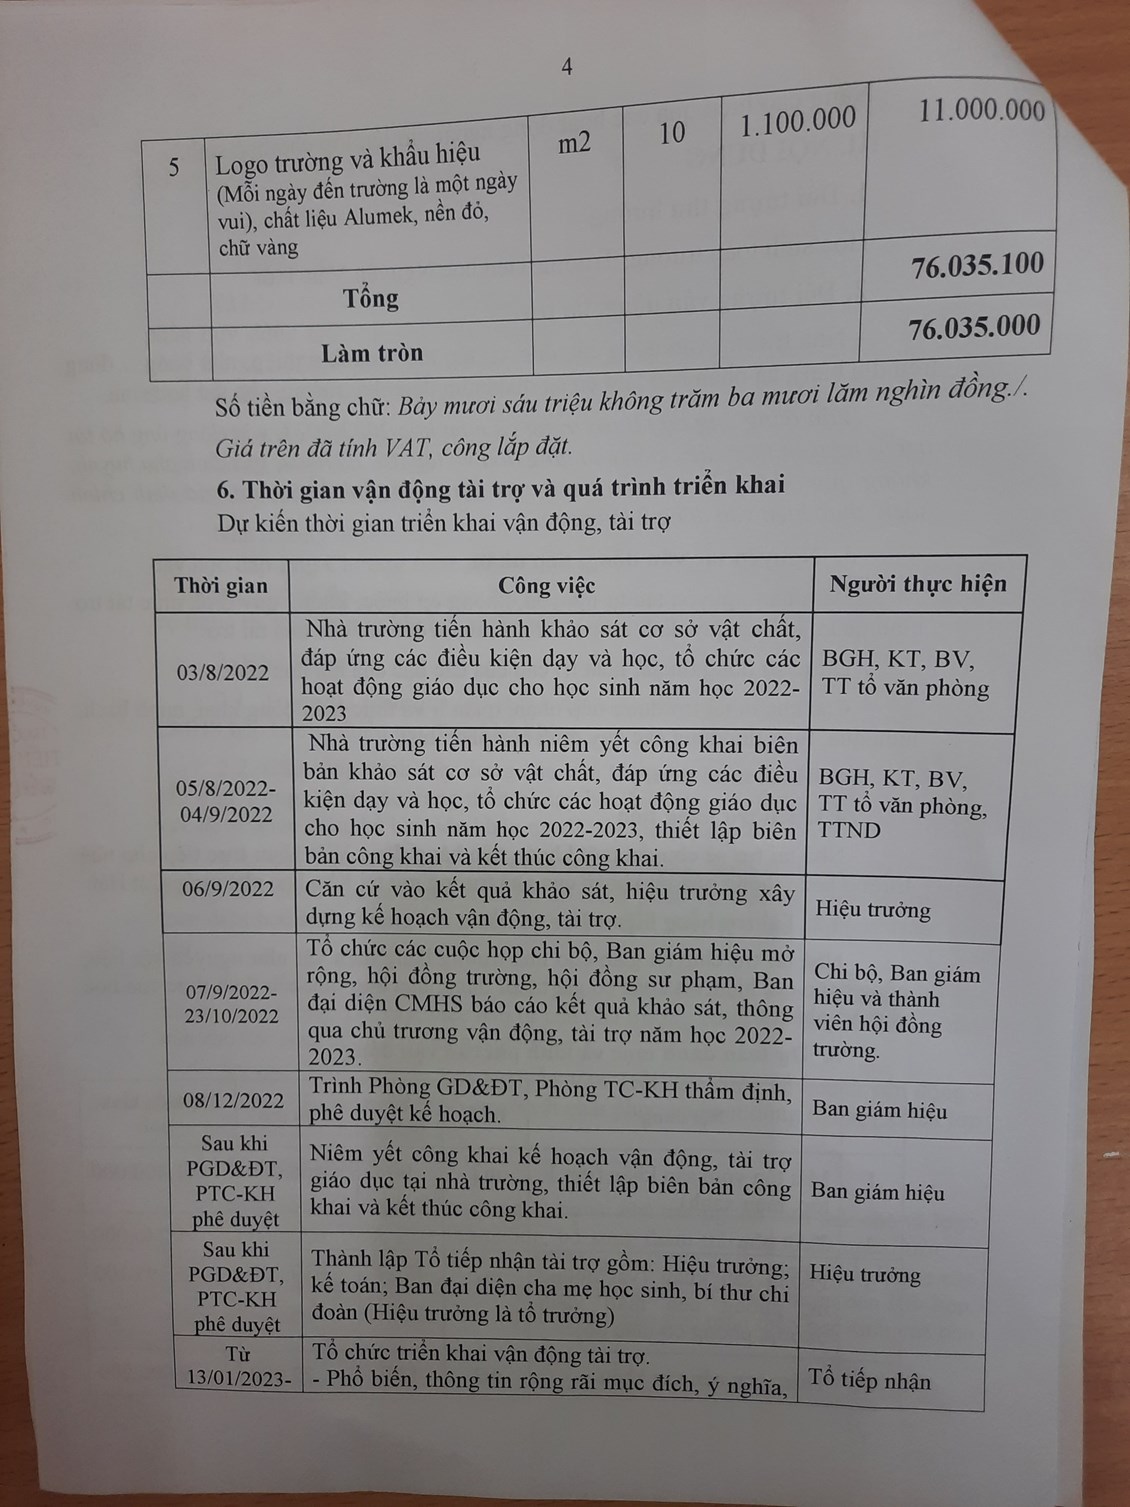 4
5
Logo trường và khẩu hiệu
(Mỗi ngày đến trường là một ngày
vui), chất liệu Alumek, nền đỏ,
chữ vàng
m2
10
1.100.000
11.000.000
Tổng
76.035.100
Làm tròn
76.035.000
Số tiền bằng chữ: Bảy mươi sáu triệu không trăm ba mươi lăm nghìn đồng./.
Giá trên đã tính VAT, công lắp đặt.
6. Thời gian vận động tài trợ và quá trình triển khai
Dự kiến thời gian triển khai vận động, tài trợ
Thời gian
Công việc
Người thực hiện
03/8/2022
Nhà trường tiến hành khảo sát cơ sở vật chất,
đáp ứng các điều kiện dạy và học, tổ chức các
hoạt động giáo dục cho học sinh năm học 2022-
2023
BGH, KT, BV,
TT tổ văn phòng
05/8/2022-
04/9/2022
Nhà trường tiến hành niêm yết công khai biên
bản khảo sát cơ sở vật chất, đáp ứng các điều
kiện dạy và học, tổ chức các hoạt động giáo dục
cho học sinh năm học 2022-2023, thiết lập biên
bản công khai và kết thúc công khai.
BGH, KT, BV,
TT tổ văn phòng,
TTND
06/9/2022
Căn cứ vào kết quả khảo sát, hiệu trưởng xây
dựng kế hoạch vận động, tài trợ.
Hiệu trưởng
07/9/2022-
23/10/2022
Tổ chức các cuộc họp chi bộ, Ban giám hiệu mở
rộng, hội đồng trường, hội đồng sư phạm, Ban
đại diện CMHS báo cáo kết quả khảo sát, thông
qua chủ trương vận động, tài trợ năm học 2022-
2023.
Chi bộ, Ban giám
hiệu và thành
viên hội đồng
trường.
08/12/2022
Trình Phòng GD&ĐT, Phòng TC-KH thẩm định,
phê duyệt kế hoạch.
Ban giám hiệu
Sau khi
PGD&ĐT,
PTC-KH
phê duyệt
Niêm yết công khai kế hoạch vận động, tài trợ
giáo dục tại nhà trường, thiết lập biên bản công
khai và kết thúc công khai.
Ban giám hiệu
Sau khi
PGD&ĐT,
PTC-KH
phê duyệt
Thành lập Tổ tiếp nhận tài trợ gồm: Hiệu trưởng;
kế toán; Ban đại diện cha mẹ học sinh, bí thư chi
đoàn (Hiệu trưởng là tổ trưởng)
Hiệu trưởng
Từ
13/01/2023-
Tổ chức triển khai vận động tài trợ.
- Phổ biến, thông tin rộng rãi mục đích, ý nghĩa,
Tổ tiếp nhận